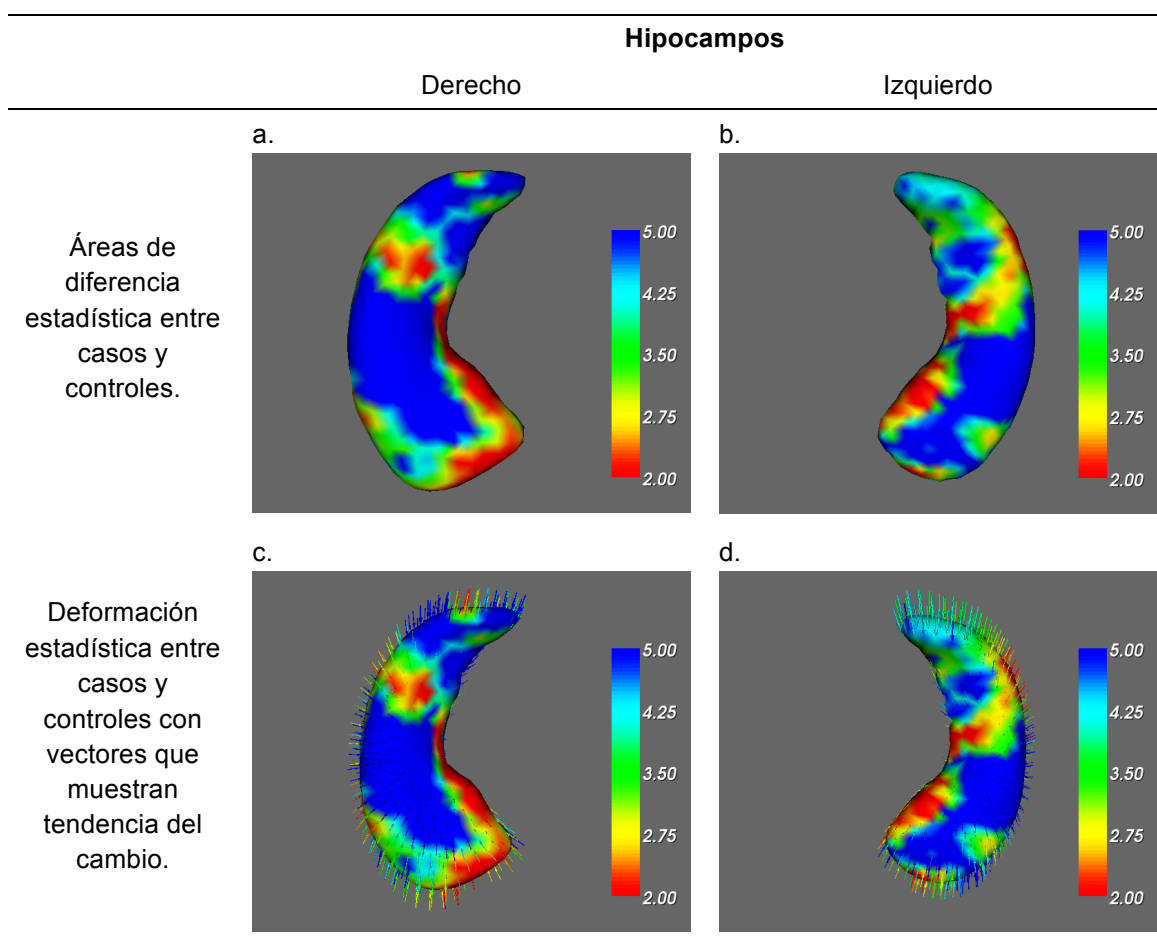 Hipocampos
Derecho
Izquierdo
a.
b.
Áreas de
diferencia
estadística entre
casos y
controles.
5.00
4.25
3.50
2.75
2.00
5.00
4.25
3.50
2.75
2.00
c.
d.
Deformación
estadística entre
casos y
controles con
vectores que
muestran
tendencia del
cambio.
5.00
4.25
3.50
2.75
2.00
5.00
4.25
3.50
2.75
2.00